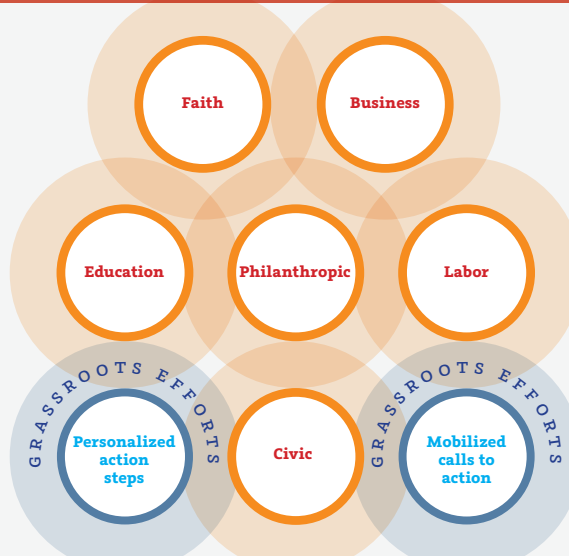 Faith
Business
Education
Philanthropic
Labor
GRASSROOTS EFFORTS
Personalized
action
steps
Civic
GRASSROOTS EFFORTS
Mobilized
calls to
action